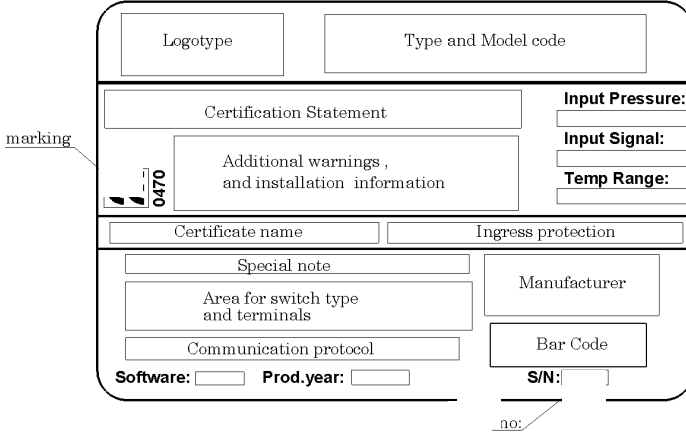 Logotype
Type and Model code
Certification Statement
Input Pressure:
marking
Input Signal:
Additional warnings ,
and installation information
Temp Range:
0470
Certificate name
Ingress protection
Special note
Manufacturer
Area for switch type
and terminals
Communication protocol
Bar Code
Software:
Prod.year:
S/N:
no: